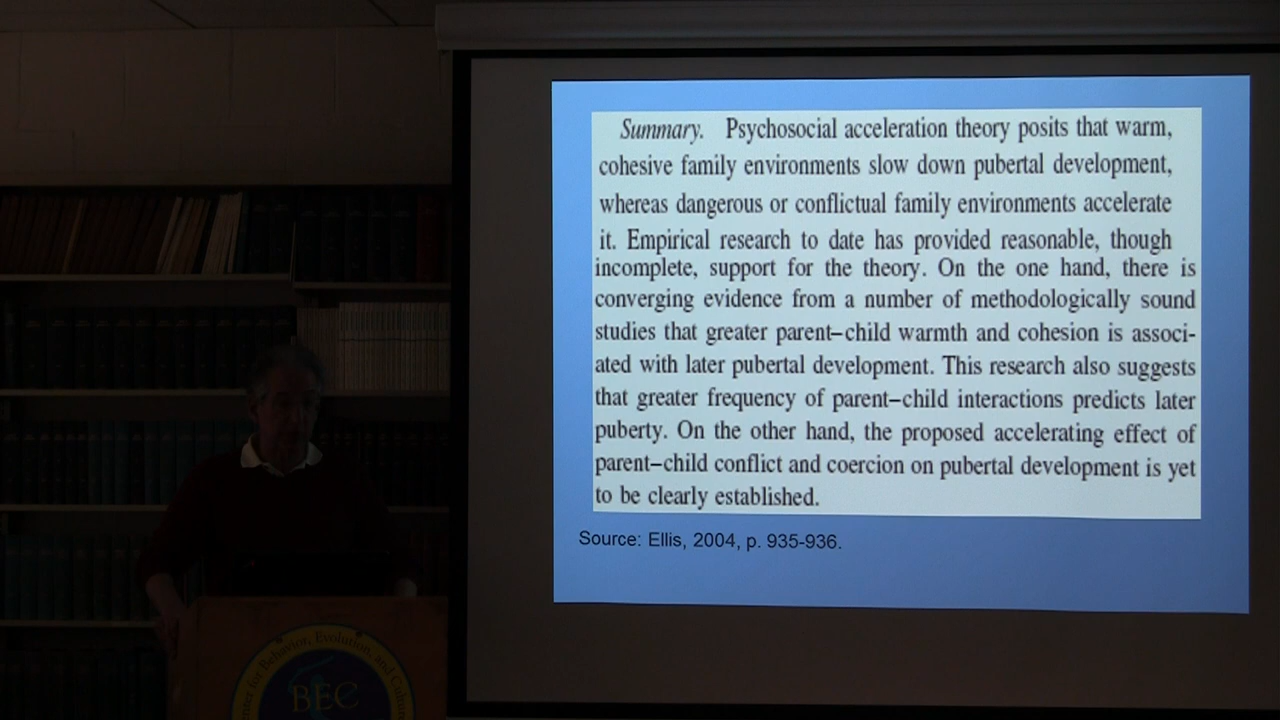 Summary. Psychosocial acceleration theory posits that warm,
cohesive family environments slow down pubertal development,
whereas dangerous or conflictual family environments accelerate
it. Empirical research to date has provided reasonable, though
incomplete, support for the theory. On the one hand, there is
converging evidence from a number of methodologically sound
studies that greater parent–child warmth and cohesion is associ-
ated with later pubertal development. This research also suggests
that greater frequency of parent–child interactions predicts later
puberty. On the other hand, the proposed accelerating effect of
parent–child conflict and coercion on pubertal development is yet
to be clearly established.
Source: Ellis, 2004, p. 935-936.
for Behavior, Evolution, and Culture
BEC